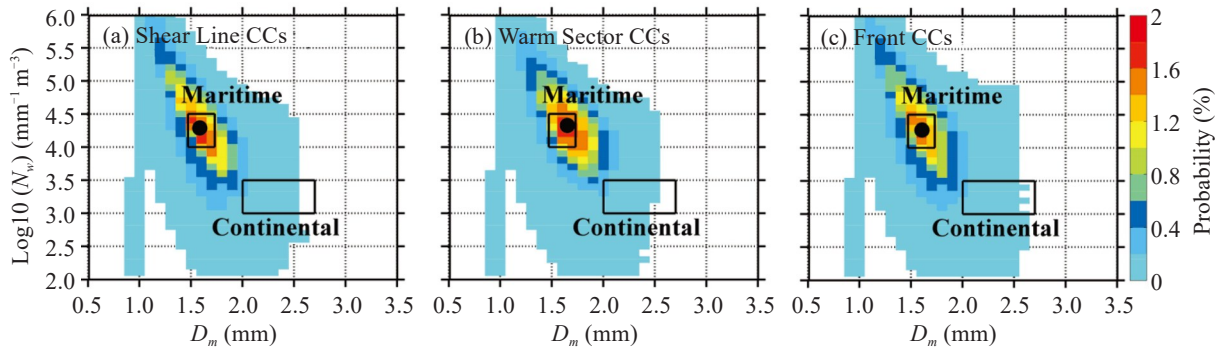 (a) Shear Line CCs
(b) Warm Sector CCs
(c) Front CCs
Log10 (N_w) (mm⁻¹ m⁻³)
6.0
5.5
5.0
4.5
4.0
3.5
3.0
2.5
2.0
Maritime
Continental
Maritime
Continental
Maritime
Continental
0.5 1.0 1.5 2.0 2.5 3.0 3.5
0.5 1.0 1.5 2.0 2.5 3.0 3.5
0.5 1.0 1.5 2.0 2.5 3.0 3.5
D_m (mm)
D_m (mm)
D_m (mm)
2
1.6
1.2
0.8
0.4
0
Probability (%)